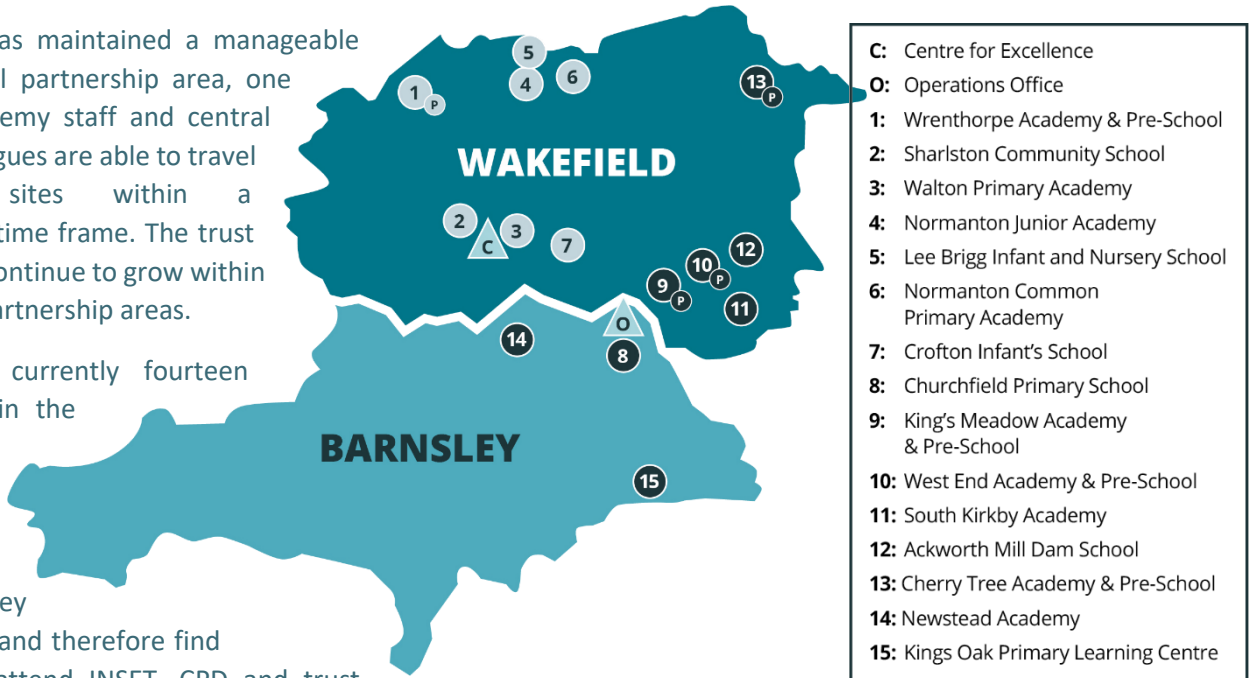 as maintained a manageable
l partnership area, one
emy staff and central
gues are able to travel
sites within a
time frame. The trust
ontinue to grow within
artnership areas.
currently fourteen
in the
ey
and therefore find
attend INSET, CPD and trust
WAKEFIELD
BARNSLEY
1
P
5
4
6
13
P
2
C
3
7
9
P
10
P
12
11
14
O
8
15
C: Centre for Excellence
O: Operations Office
1: Wrenthorpe Academy & Pre-School
2: Sharlston Community School
3: Walton Primary Academy
4: Normanton Junior Academy
5: Lee Brigg Infant and Nursery School
6: Normanton Common
Primary Academy
7: Crofton Infant's School
8: Churchfield Primary School
9: King's Meadow Academy
& Pre-School
10: West End Academy & Pre-School
11: South Kirkby Academy
12: Ackworth Mill Dam School
13: Cherry Tree Academy & Pre-School
14: Newstead Academy
15: Kings Oak Primary Learning Centre